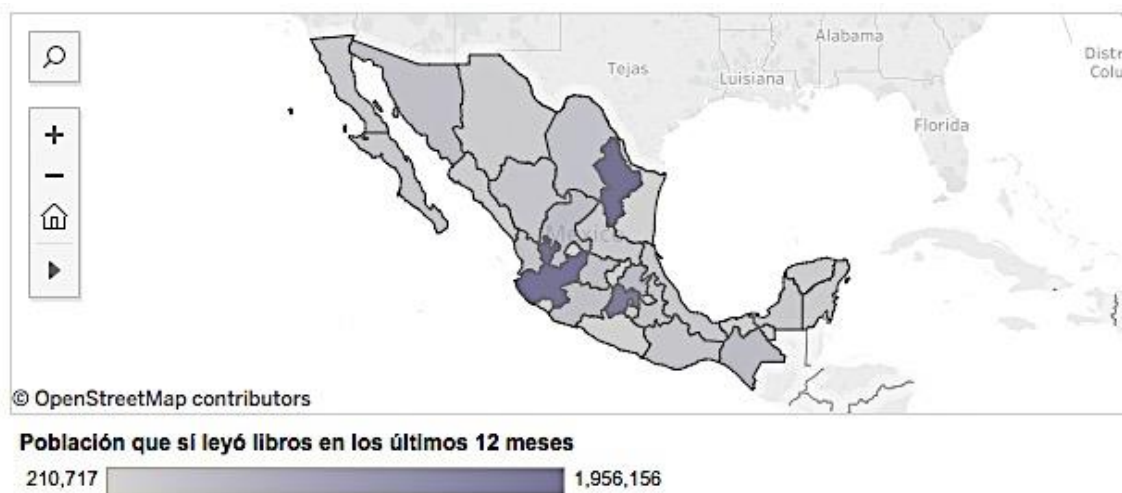 Alabama
Tejas
Luisiana
Distr
Colu
Florida
+
−
Mexico
© OpenStreetMap contributors
Población que sí leyó libros en los últimos 12 meses
210,717 1,956,156